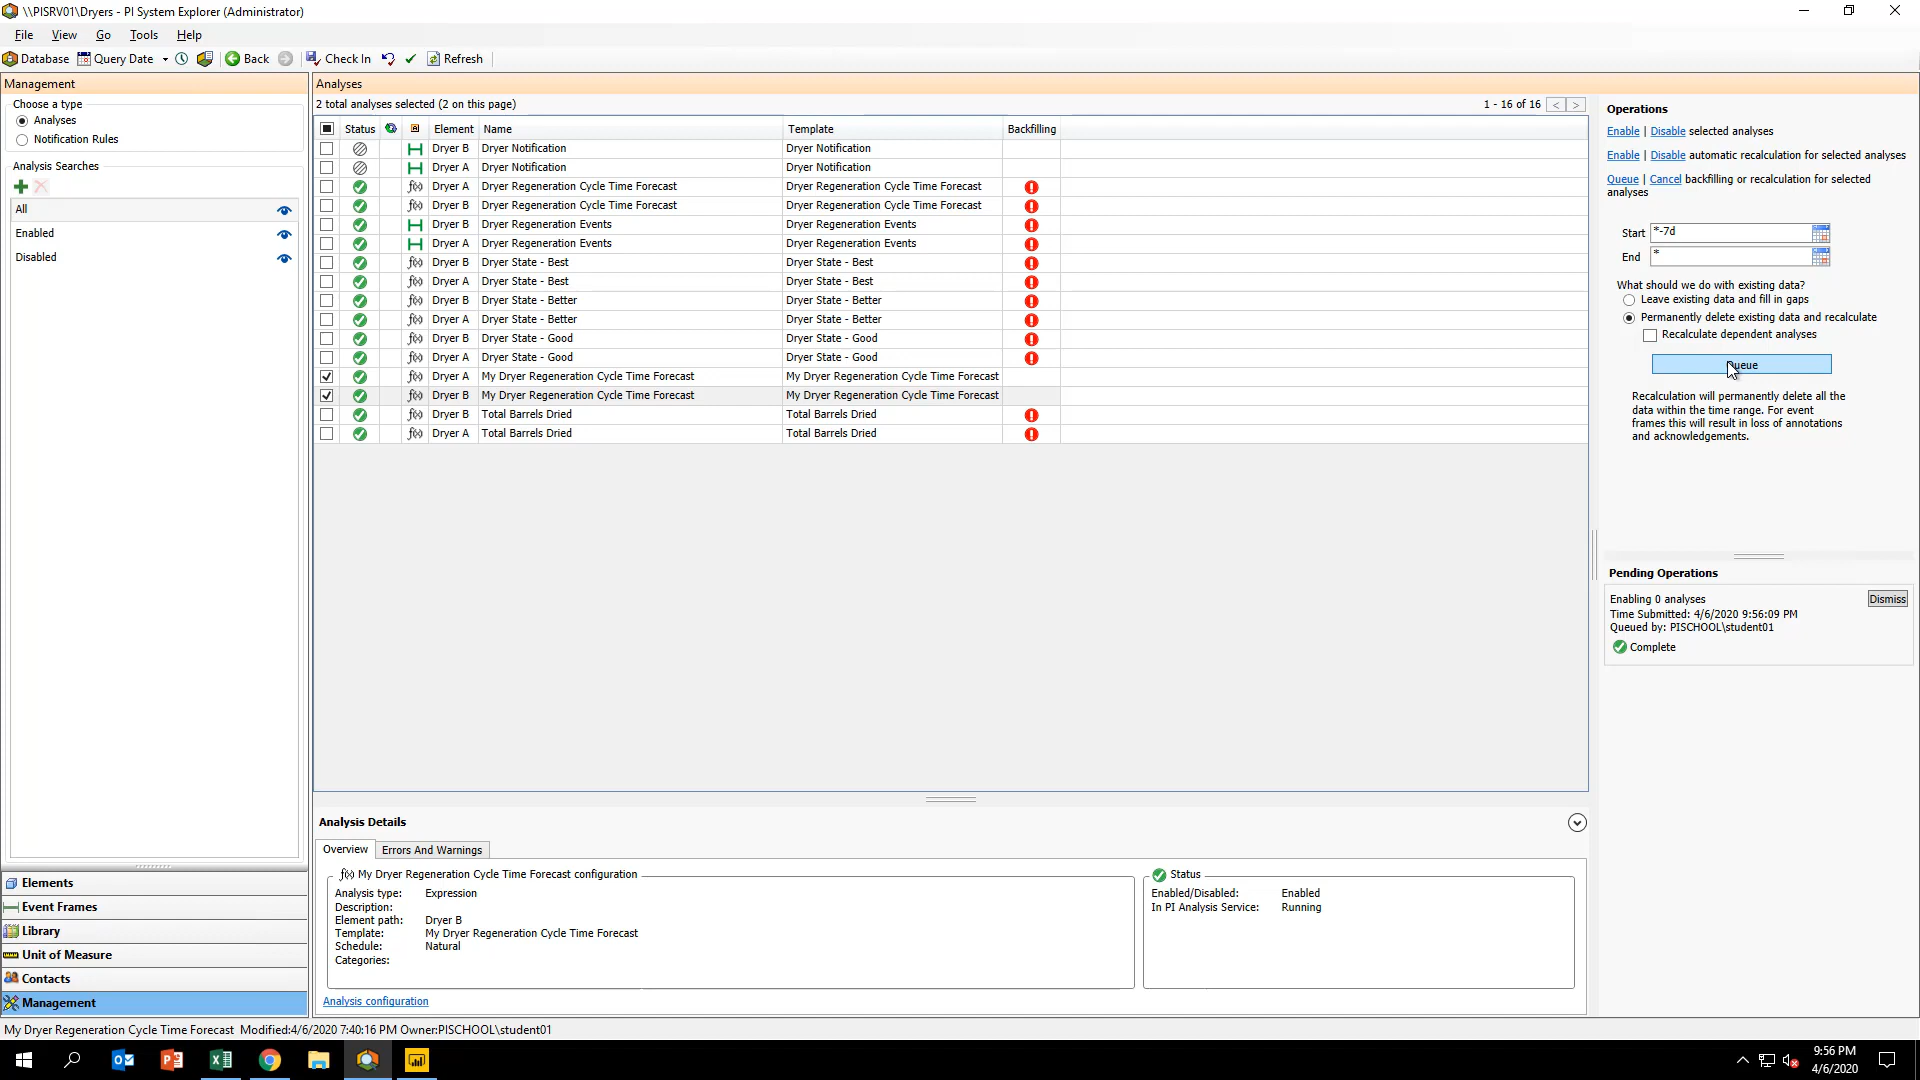 \\PISRV01\Dryers - PI System Explorer (Administrator)
File View Go Tools Help
Database Query Date Back Check In Refresh
Management
Choose a type
Analyses
Notification Rules
Analysis Searches
All
Enabled
Disabled
Elements
Event Frames
Library
Unit of Measure
Contacts
Management
Analyses
2 total analyses selected (2 on this page) 1 - 16 of 16 < >
Status Element Name Template Backfilling
Dryer B Dryer Notification Dryer Notification
Dryer A Dryer Notification Dryer Notification
f(x) Dryer A Dryer Regeneration Cycle Time Forecast Dryer Regeneration Cycle Time Forecast
f(x) Dryer B Dryer Regeneration Cycle Time Forecast Dryer Regeneration Cycle Time Forecast
Dryer B Dryer Regeneration Events Dryer Regeneration Events
Dryer A Dryer Regeneration Events Dryer Regeneration Events
f(x) Dryer B Dryer State - Best Dryer State - Best
f(x) Dryer A Dryer State - Best Dryer State - Best
f(x) Dryer B Dryer State - Better Dryer State - Better
f(x) Dryer A Dryer State - Better Dryer State - Better
f(x) Dryer B Dryer State - Good Dryer State - Good
f(x) Dryer A Dryer State - Good Dryer State - Good
f(x) Dryer A My Dryer Regeneration Cycle Time Forecast My Dryer Regeneration Cycle Time Forecast
f(x) Dryer B My Dryer Regeneration Cycle Time Forecast My Dryer Regeneration Cycle Time Forecast
f(x) Dryer B Total Barrels Dried Total Barrels Dried
f(x) Dryer A Total Barrels Dried Total Barrels Dried
Analysis Details
Overview Errors And Warnings
f(x) My Dryer Regeneration Cycle Time Forecast configuration
Analysis type: Expression
Description:
Element path: Dryer B
Template: My Dryer Regeneration Cycle Time Forecast
Schedule: Natural
Categories:
Status
Enabled/Disabled: Enabled
In PI Analysis Service: Running
Analysis configuration
Operations
Enable | Disable selected analyses
Enable | Disable automatic recalculation for selected analyses
Queue | Cancel backfilling or recalculation for selected
analyses
Start *-7d
End *
What should we do with existing data?
Leave existing data and fill in gaps
Permanently delete existing data and recalculate
Recalculate dependent analyses
Queue
Recalculation will permanently delete all the
data within the time range. For event
frames this will result in loss of annotations
and acknowledgements.
Pending Operations
Enabling 0 analyses Dismiss
Time Submitted: 4/6/2020 9:56:09 PM
Queued by: PISCHOOL\student01
Complete
My Dryer Regeneration Cycle Time Forecast Modified:4/6/2020 7:40:16 PM Owner:PISCHOOL\student01
9:56 PM
4/6/2020